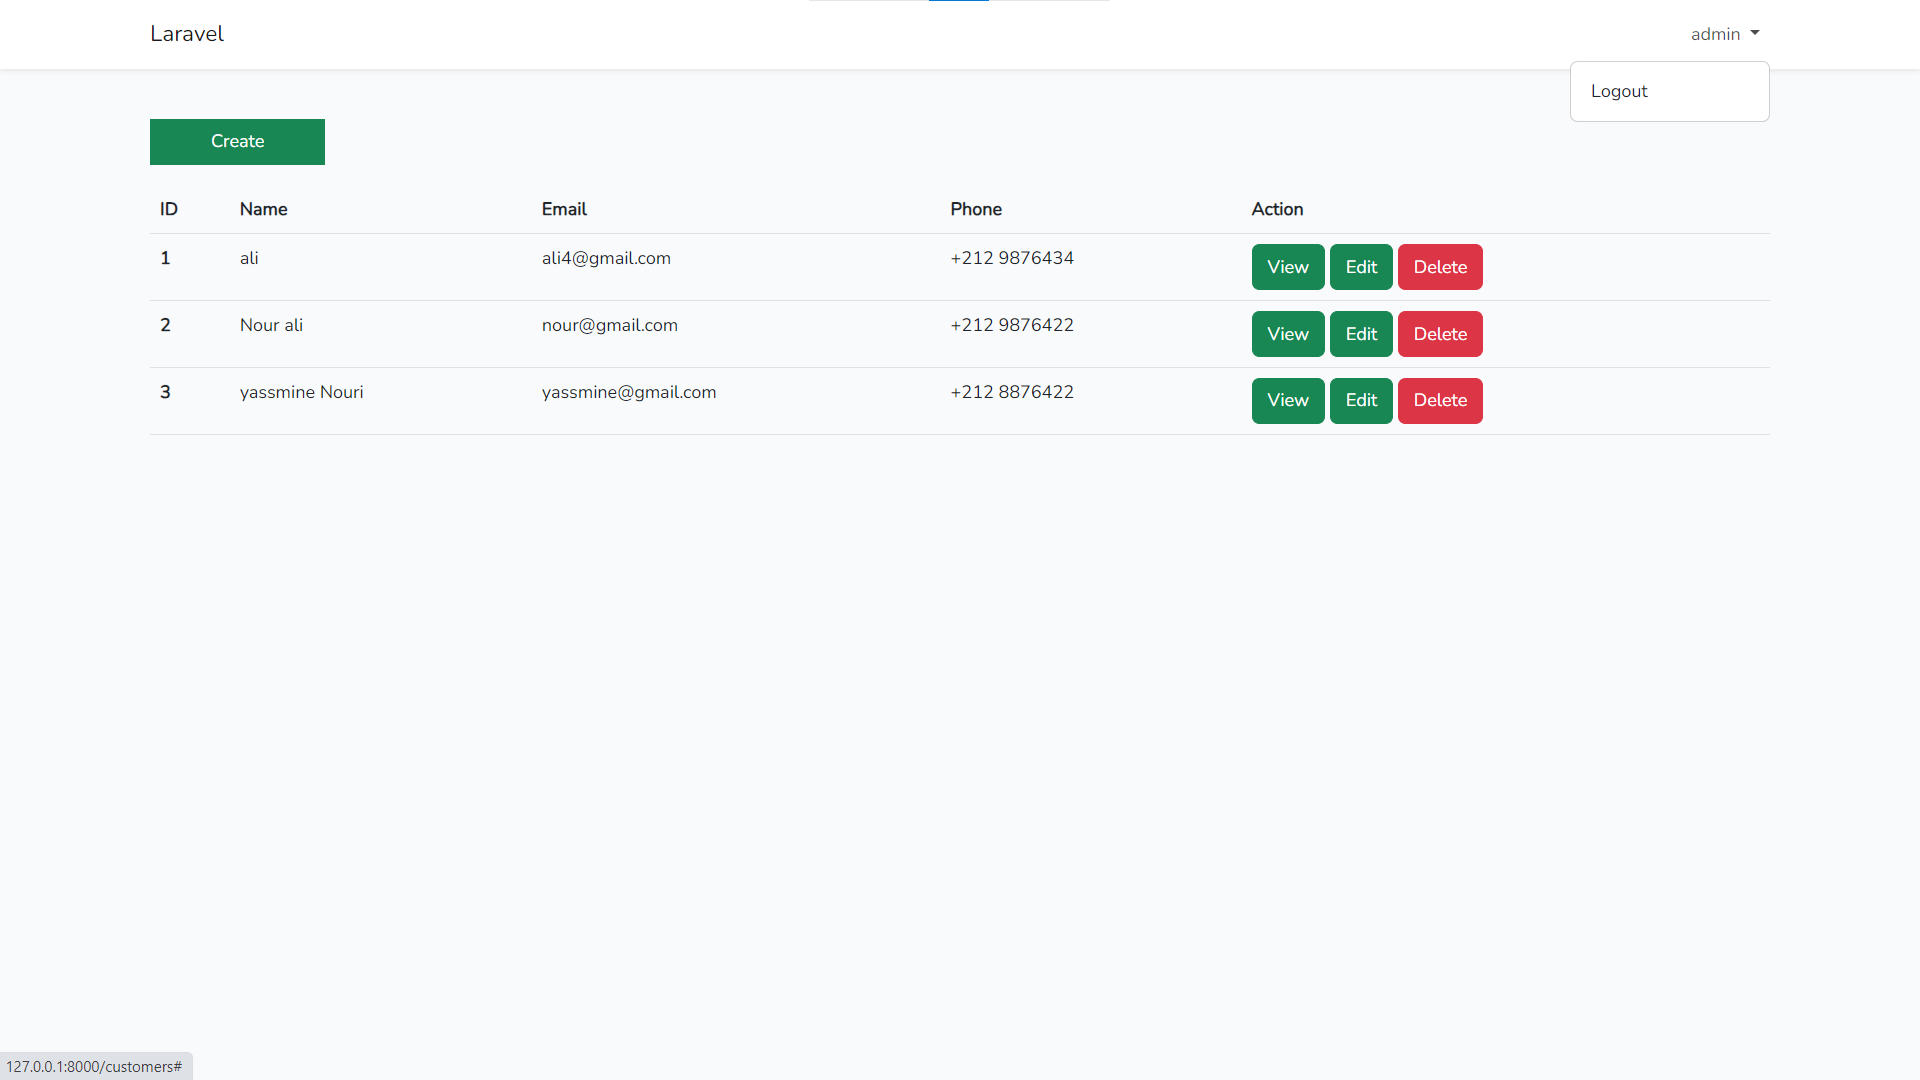 Laravel admin
Logout
Create
ID Name Email Phone Action
1 ali ali4@gmail.com +212 9876434 View Edit Delete
2 Nour ali nour@gmail.com +212 9876422 View Edit Delete
3 yassmine Nouri yassmine@gmail.com +212 8876422 View Edit Delete
127.0.0.1:8000/customers#